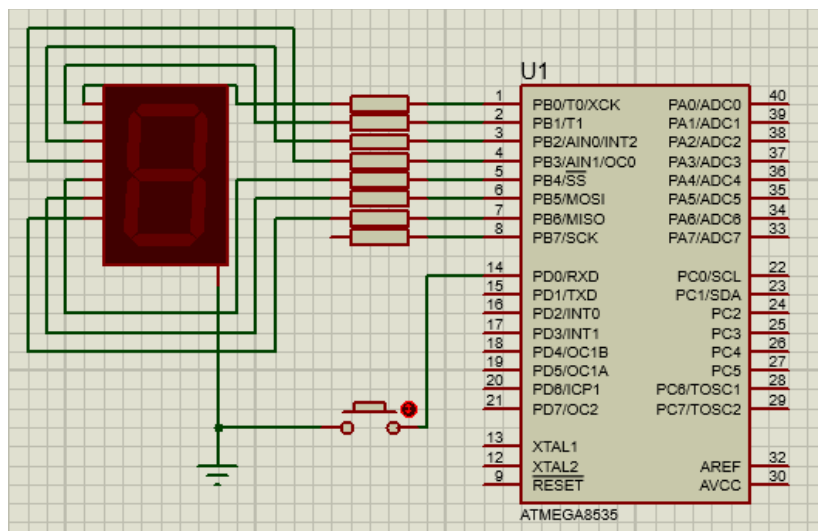 U1
1 PB0/T0/XCK PA0/ADC0 40
2 PB1/T1 PA1/ADC1 39
3 PB2/AIN0/INT2 PA2/ADC2 38
4 PB3/AIN1/OC0 PA3/ADC3 37
5 PB4/SS PA4/ADC4 36
6 PB5/MOSI PA5/ADC5 35
7 PB6/MISO PA6/ADC6 34
8 PB7/SCK PA7/ADC7 33
14 PD0/RXD PC0/SCL 22
15 PD1/TXD PC1/SDA 23
16 PD2/INT0 PC2 24
17 PD3/INT1 PC3 25
18 PD4/OC1B PC4 26
19 PD5/OC1A PC5 27
20 PD6/ICP1 PC6/TOSC1 28
21 PD7/OC2 PC7/TOSC2 29
13 XTAL1
12 XTAL2 AREF 32
9 RESET AVCC 30
ATMEGA8535